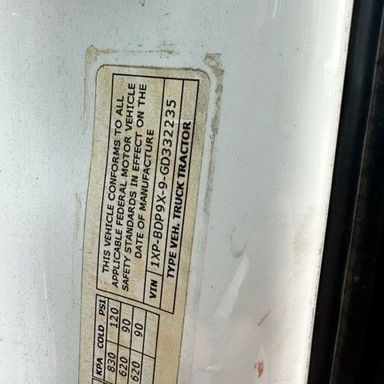 THIS VEHICLE CONFORMS TO ALL
APPLICABLE FEDERAL MOTOR VEHICLE
SAFETY STANDARDS IN EFFECT ON THE
DATE OF MANUFACTURE
VIN 1XP-BDP9X-9-GD332235
TYPE VEH. TRUCK TRACTOR
KPA COLD PSI
830 120
620 90
620 90